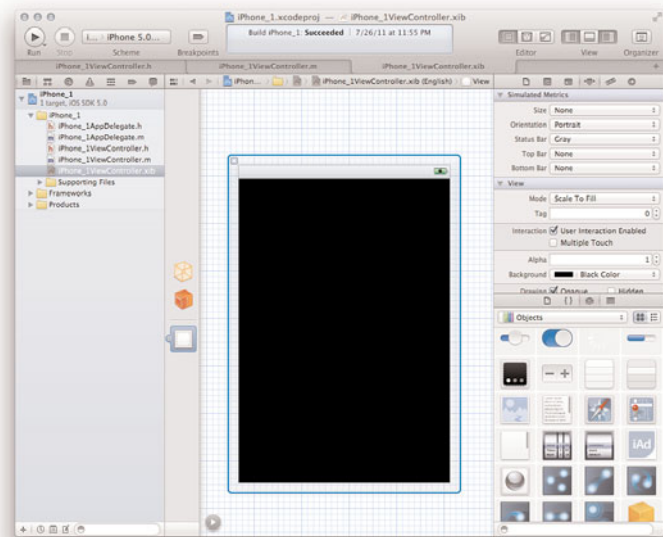 iPhone_1.xcodeproj — iPhone_1ViewController.xib
i... iPhone 5.0...
Build iPhone_1: Succeeded | 7/26/11 at 11:55 PM
Run
Stop
Scheme
Breakpoints
Editor
View
Organizer
iPhone_1ViewController.h
iPhone_1ViewController.m
iPhone_1ViewController.xib
iPhon...
iPhone_1ViewController.xib (English)
View
iPhone_1
1 target, iOS SDK 5.0
iPhone_1
iPhone_1AppDelegate.h
iPhone_1AppDelegate.m
iPhone_1ViewController.h
iPhone_1ViewController.m
iPhone_1ViewController.xib
Supporting Files
Frameworks
Products
Simulated Metrics
Size None
Orientation Portrait
Status Bar Gray
Top Bar None
Bottom Bar None
View
Mode Scale To Fill
Tag 0
Interaction User Interaction Enabled
Multiple Touch
Alpha 1
Background Black Color
Drawing Opaque Hidden
Objects
iAd